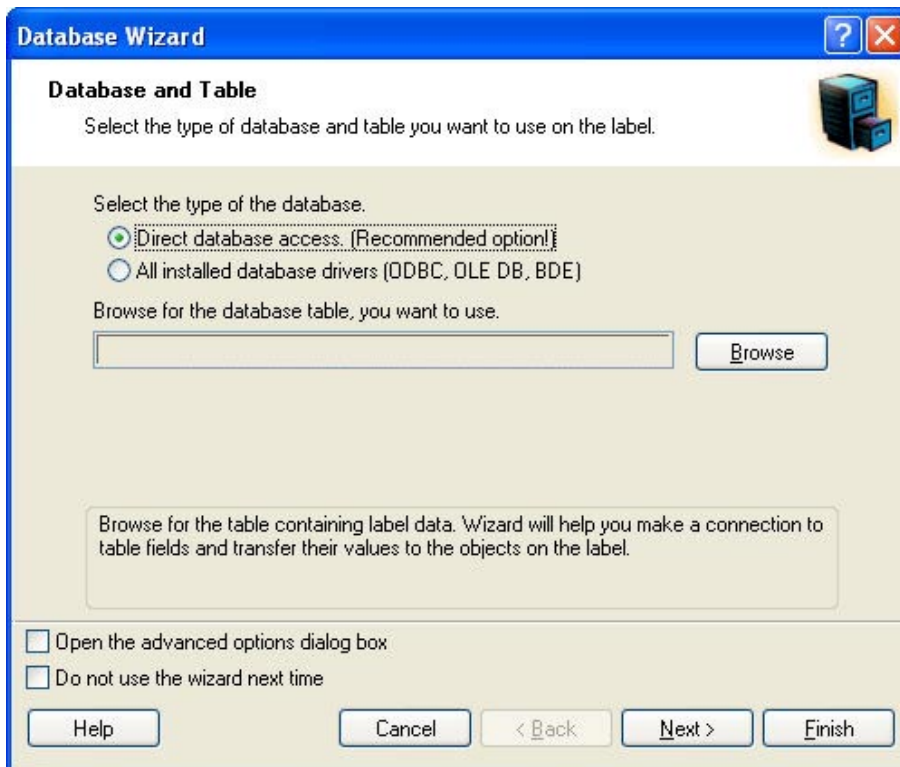 Database Wizard
Database and Table
Select the type of database and table you want to use on the label.
Select the type of the database.
Direct database access. (Recommended option!)
All installed database drivers (ODBC, OLE DB, BDE)
Browse for the database table, you want to use.
Browse
Browse for the table containing label data. Wizard will help you make a connection to
table fields and transfer their values to the objects on the label.
Open the advanced options dialog box
Do not use the wizard next time
Help
Cancel
< Back
Next >
Finish